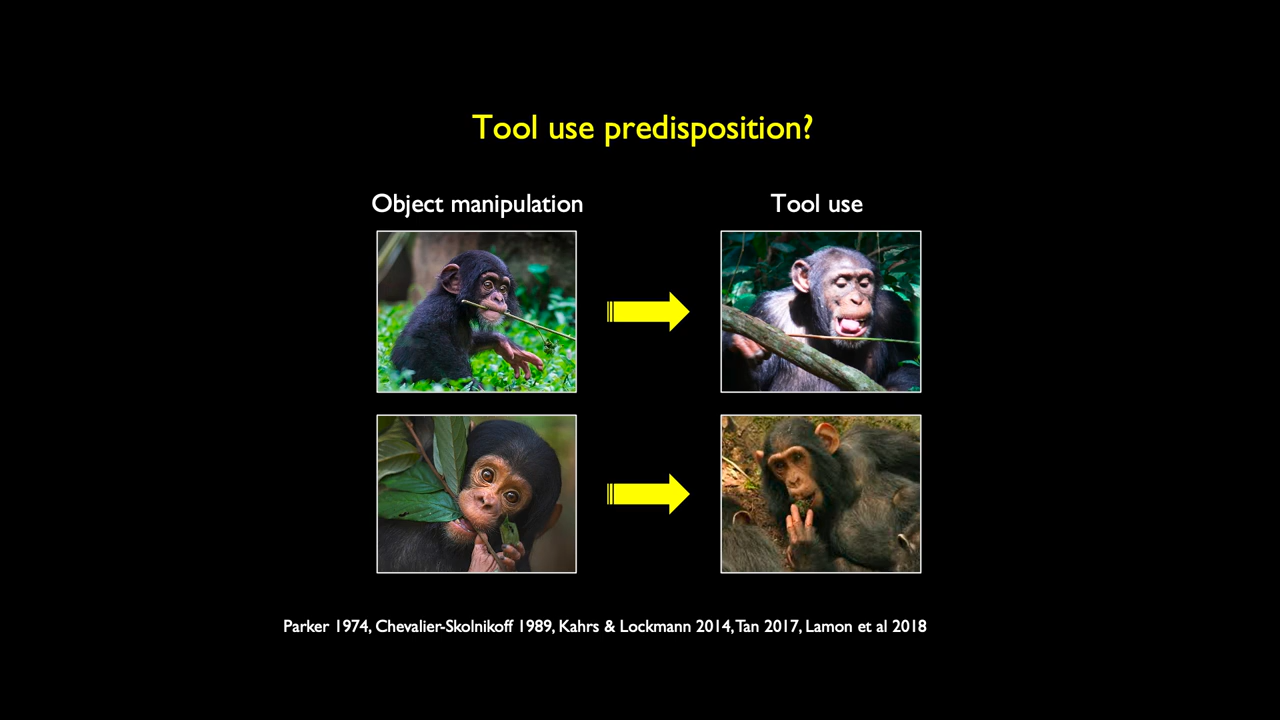 Tool use predisposition?
Object manipulation
Tool use
Parker 1974, Chevalier-Skolnikoff 1989, Kahrs & Lockmann 2014, Tan 2017, Lamon et al 2018